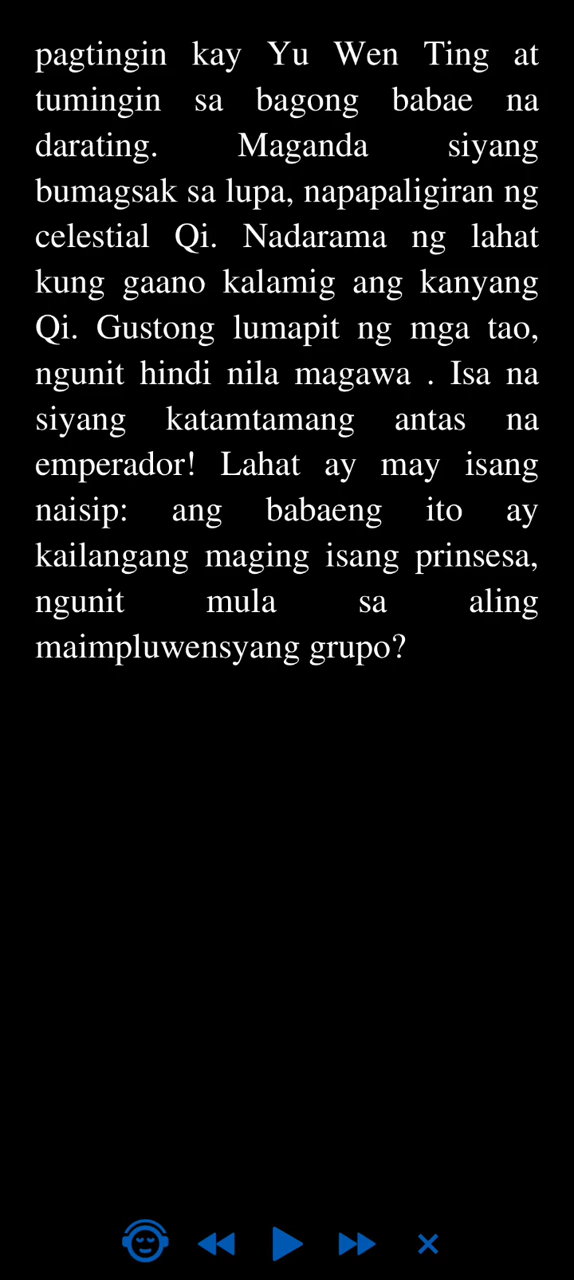 pagtingin kay Yu Wen Ting at
tumingin sa bagong babae na
darating. Maganda siyang
bumagsak sa lupa, napapaligiran ng
celestial Qi. Nadarama ng lahat
kung gaano kalamig ang kanyang
Qi. Gustong lumapit ng mga tao,
ngunit hindi nila magawa . Isa na
siyang katamtamang antas na
emperador! Lahat ay may isang
naisip: ang babaeng ito ay
kailangang maging isang prinsesa,
ngunit mula sa aling
maimpluwensyang grupo?